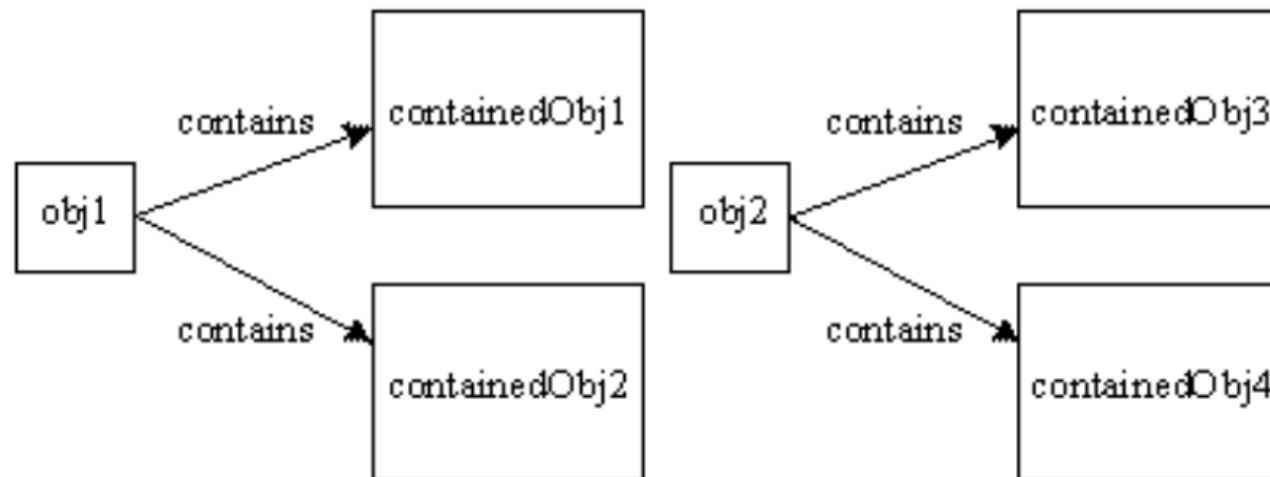 containedObj1
contains
obj1
contains
containedObj2
containedObj3
contains
obj2
contains
containedObj4